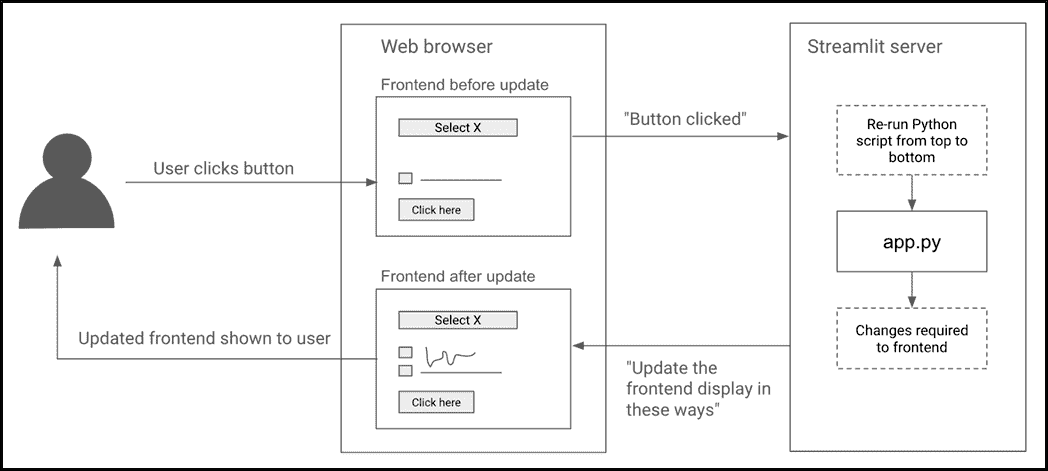 Web browser
Streamlit server
Frontend before update
Select X
Click here
User clicks button
"Button clicked"
Re-run Python
script from top to
bottom
app.py
Changes required
to frontend
Frontend after update
Select X
Click here
"Update the
frontend display in
these ways"
Updated frontend shown to user